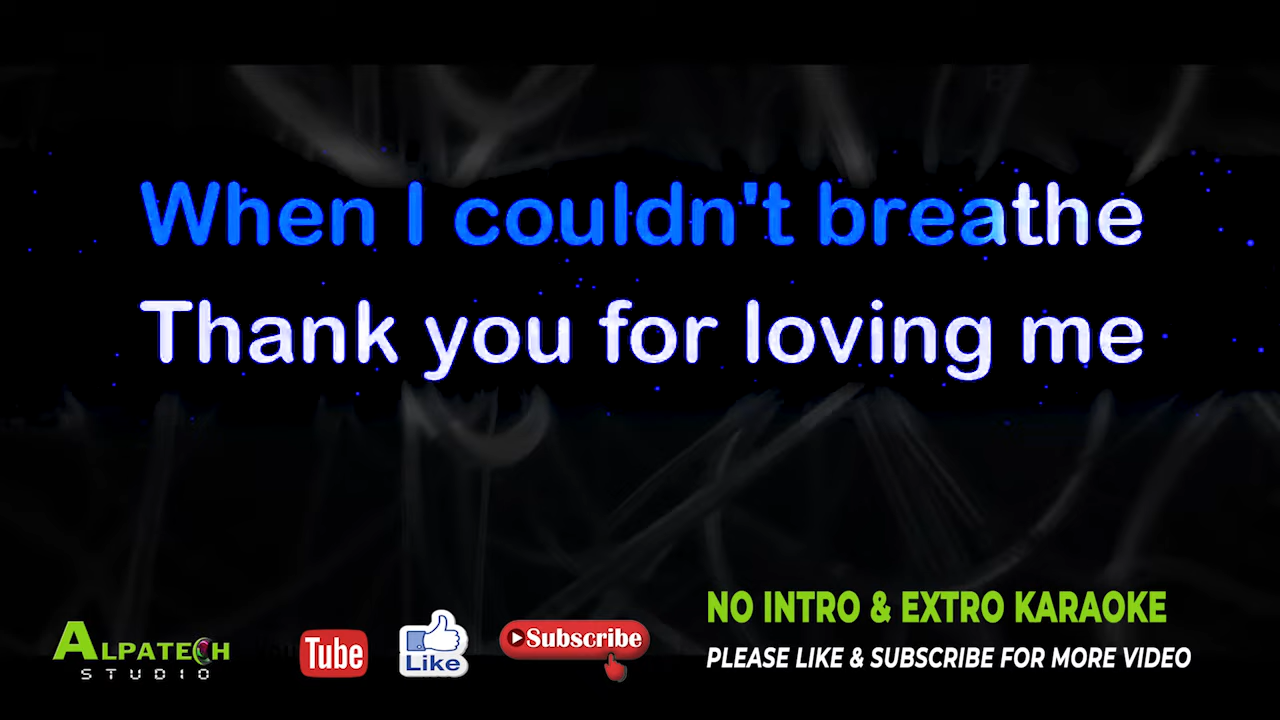 When I couldn't breathe
Thank you for loving me
NO INTRO & EXTRO KARAOKE
ALPATECH
STUDIO
Tube
Like
Subscribe
PLEASE LIKE & SUBSCRIBE FOR MORE VIDEO